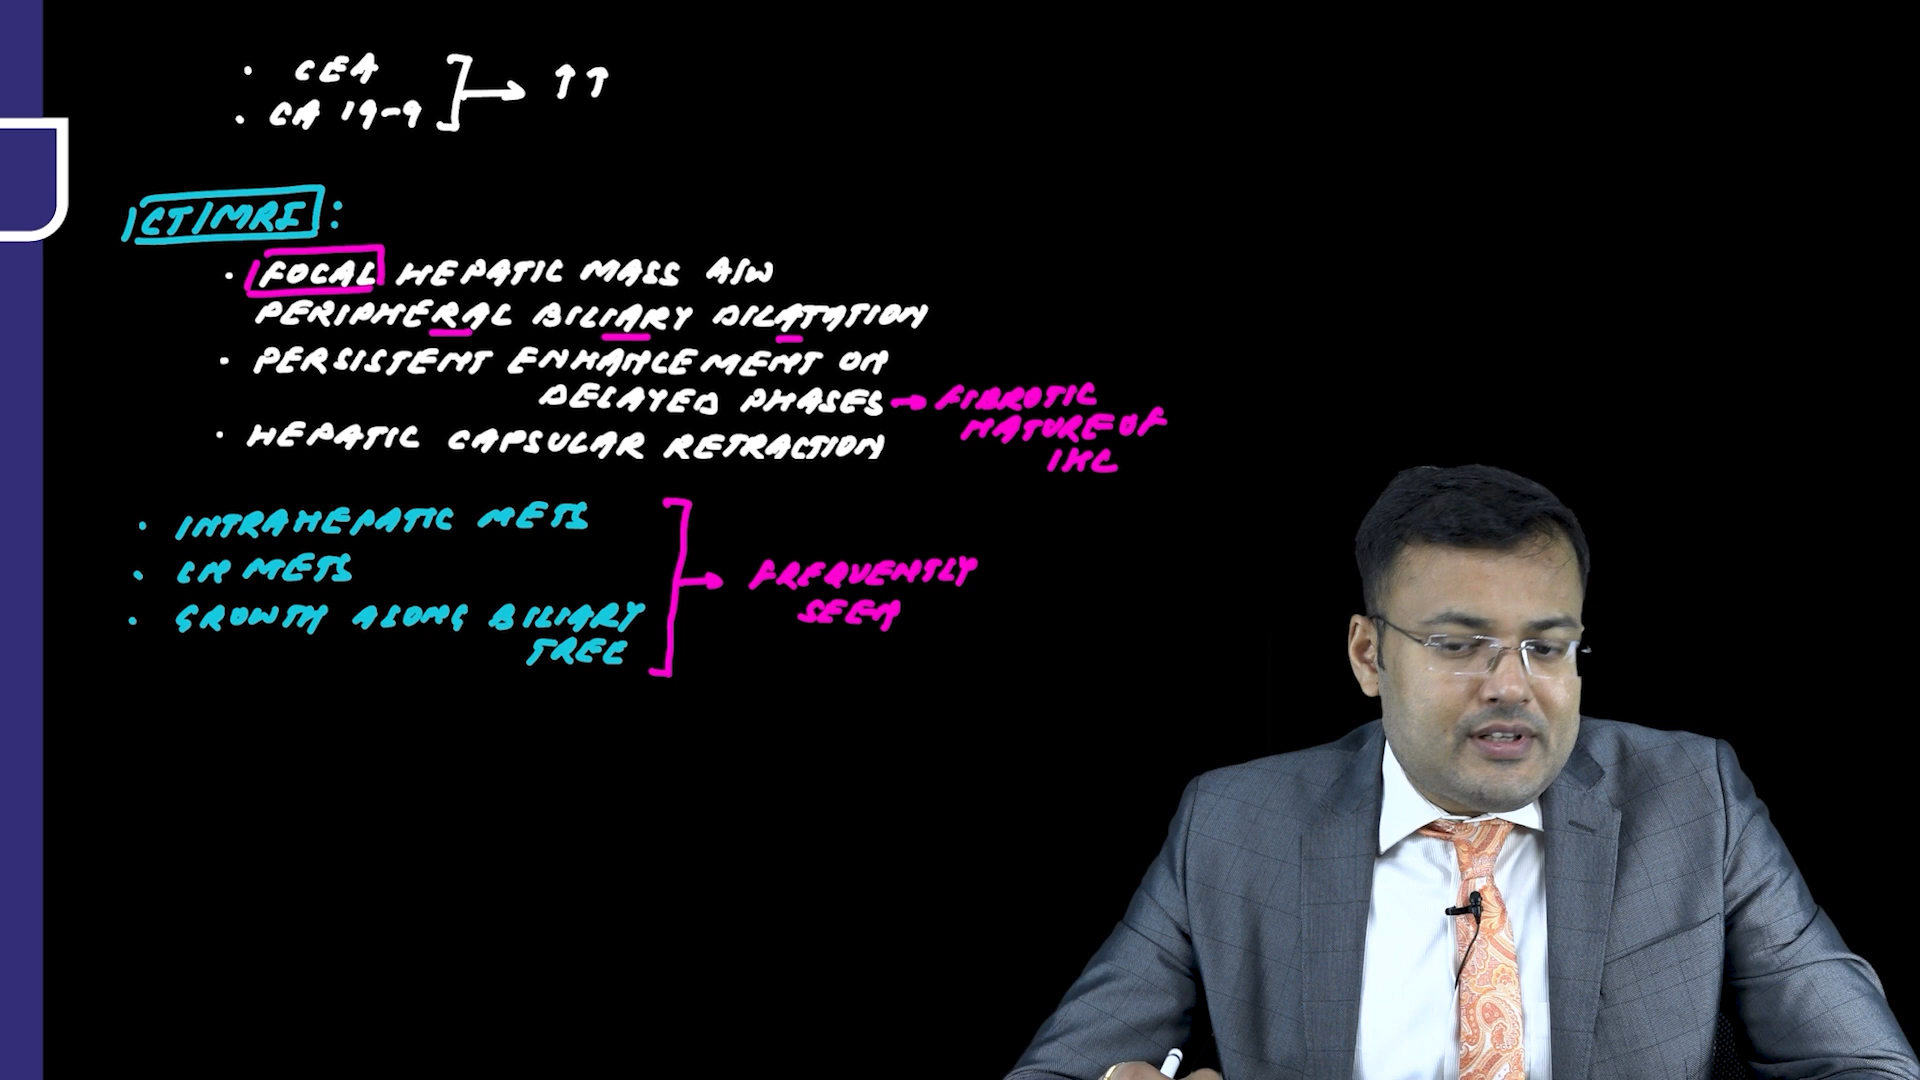 • CEA
• CA 19-9 → ↑↑
CT/MRI :
• FOCAL HEPATIC MASS A/W
PERIPHERAL BILIARY DILATATION
• PERSISTENT ENHANCEMENT ON
DELAYED PHASES → FIBROTIC
NATURE OF
IHC
• HEPATIC CAPSULAR RETRACTION
• INTRAHEPATIC METS
• LN METS
• GROWTH ALONG BILIARY
TREE
→ FREQUENTLY
SEEN